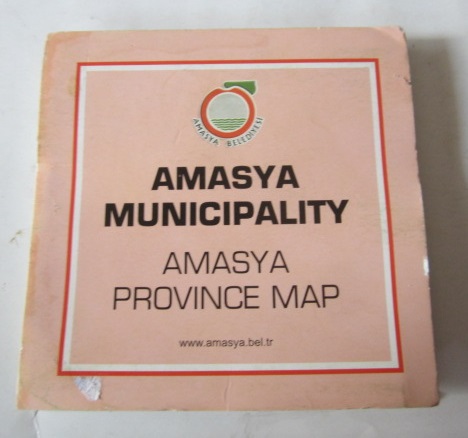 AMASYA BELEDİYESİ
AMASYA
MUNICIPALITY
AMASYA
PROVINCE MAP
www.amasya.bel.tr